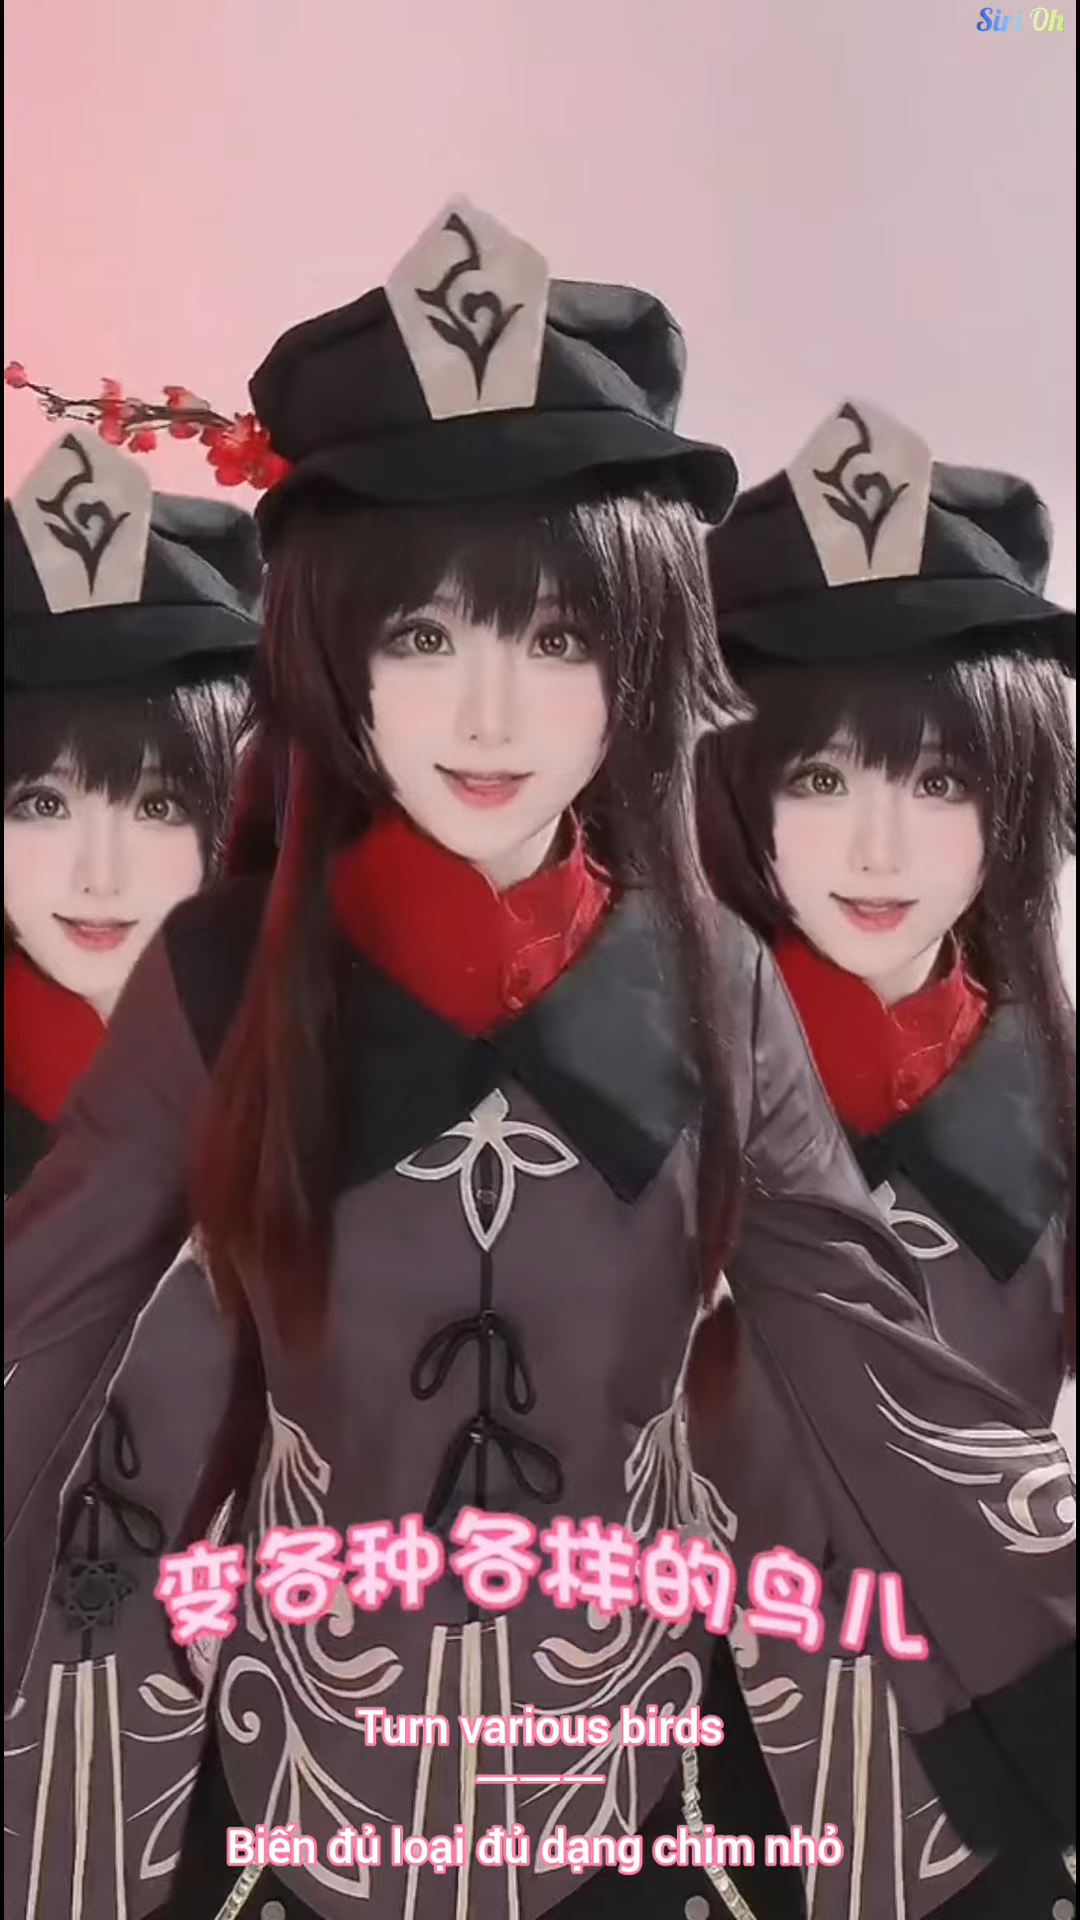 Siri Oh
变各种各样的鸟儿
Turn various birds
———
Biến đủ loại đủ dạng chim nhỏ